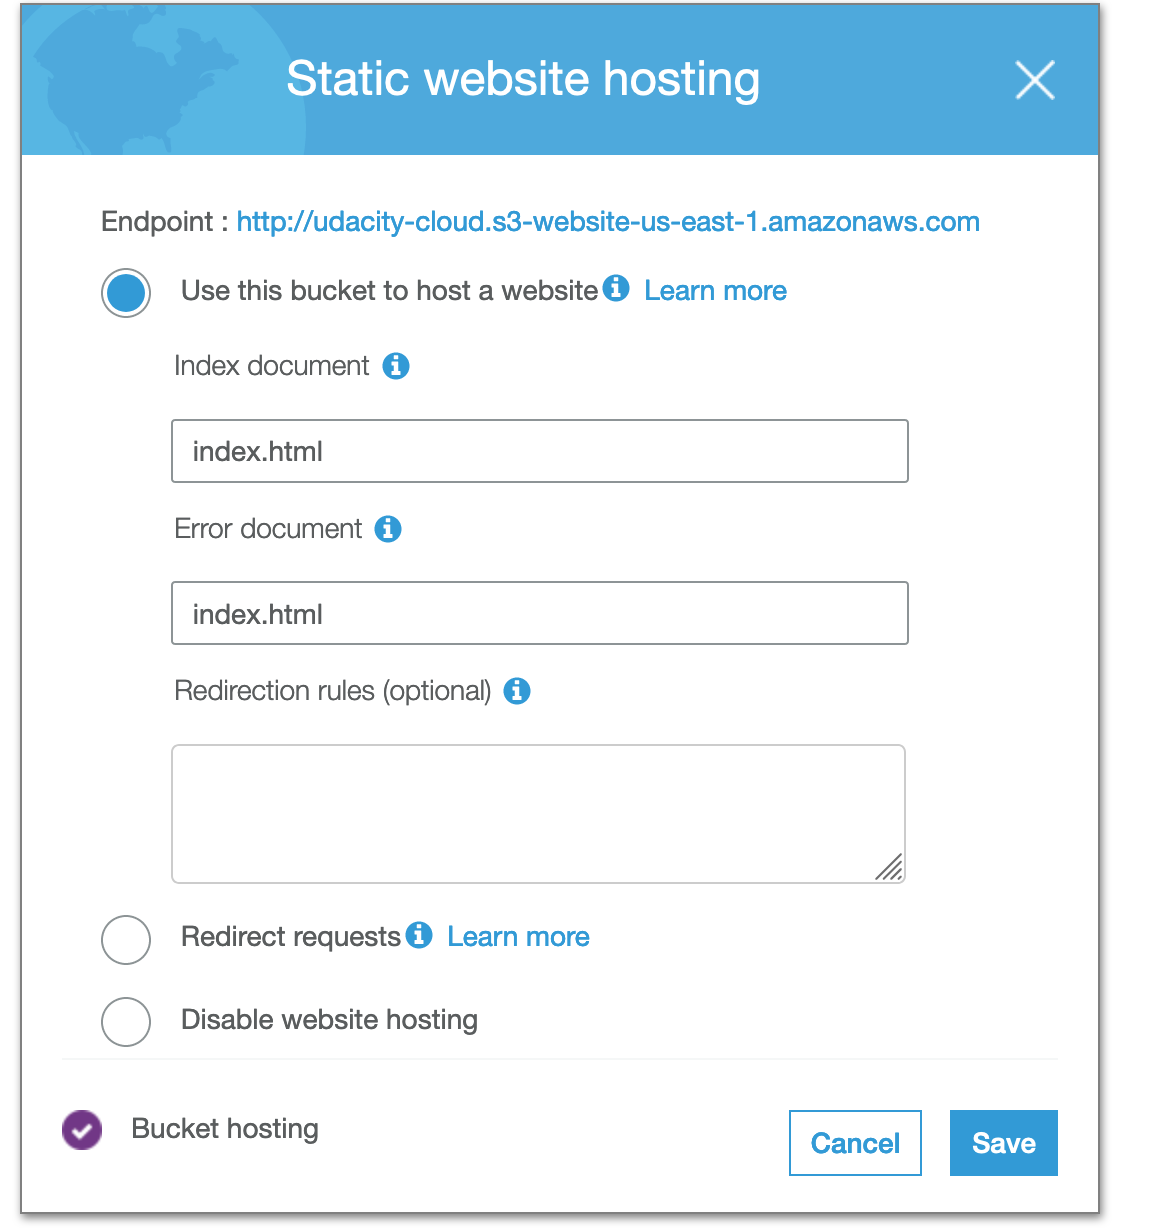 Static website hosting
Endpoint : http://udacity-cloud.s3-website-us-east-1.amazonaws.com
Use this bucket to host a website Learn more
Index document
index.html
Error document
index.html
Redirection rules (optional)
Redirect requests Learn more
Disable website hosting
Bucket hosting
Cancel
Save